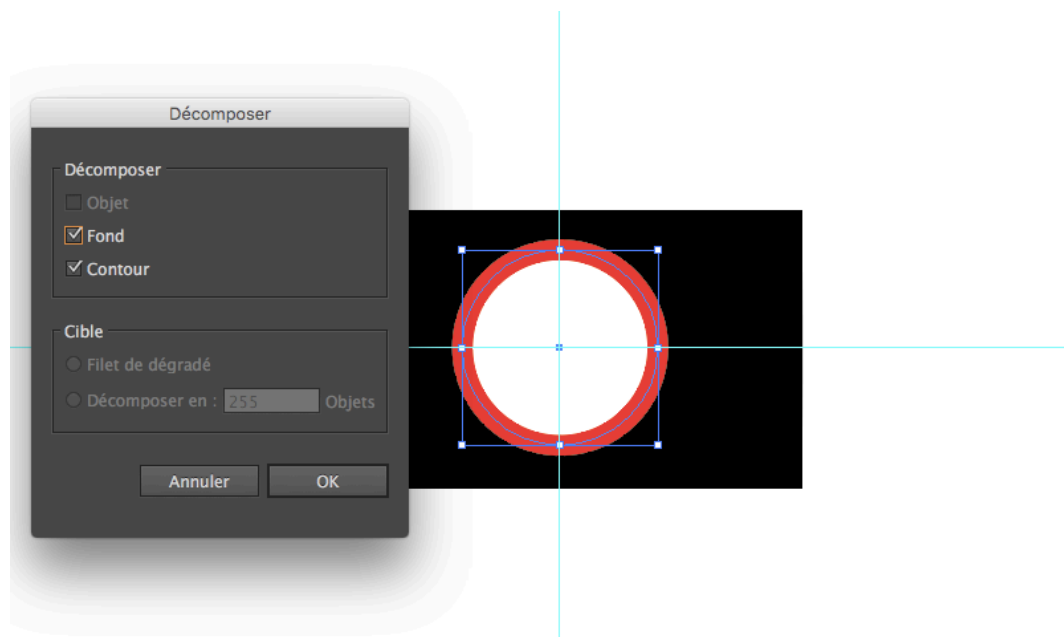 Décomposer
Décomposer
Objet
Fond
Contour
Cible
Filet de dégradé
Décomposer en : 255 Objets
Annuler OK